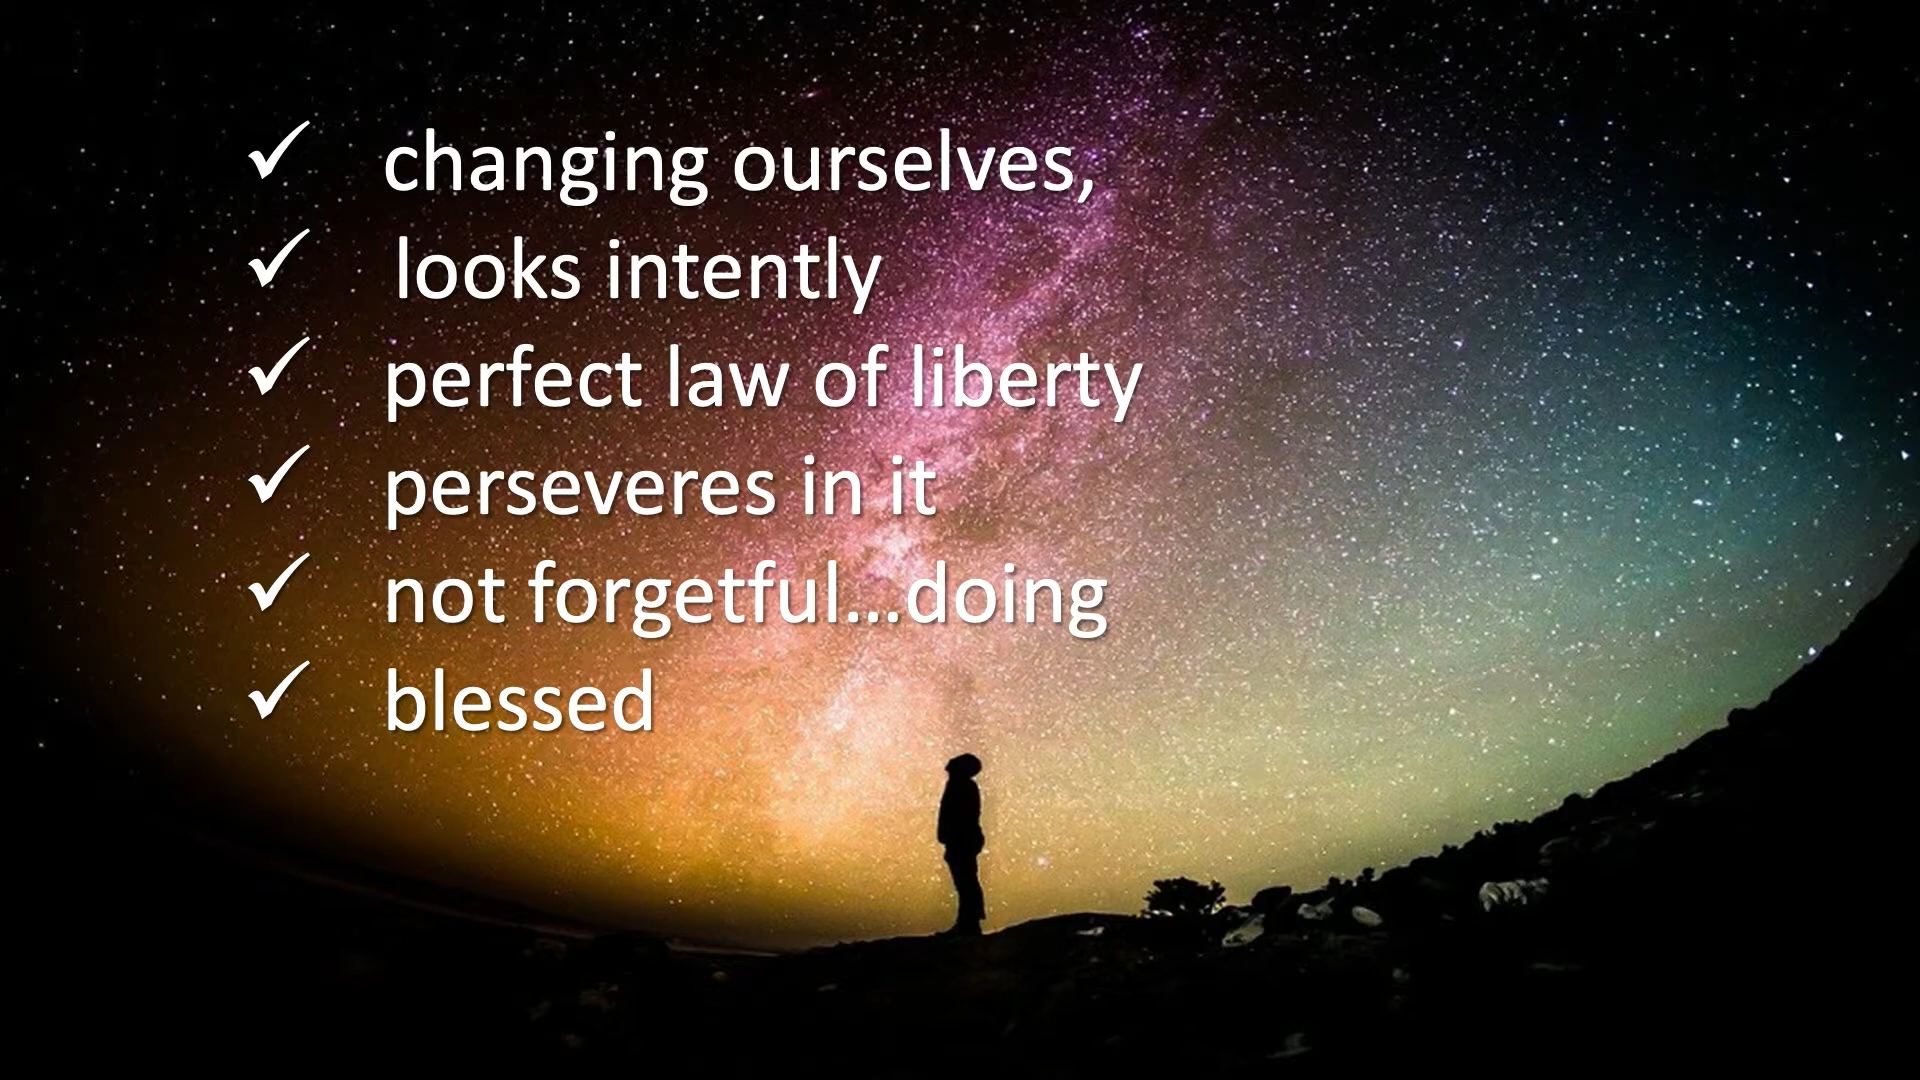 ✓ changing ourselves,
✓ looks intently
✓ perfect law of liberty
✓ perseveres in it
✓ not forgetful…doing
✓ blessed